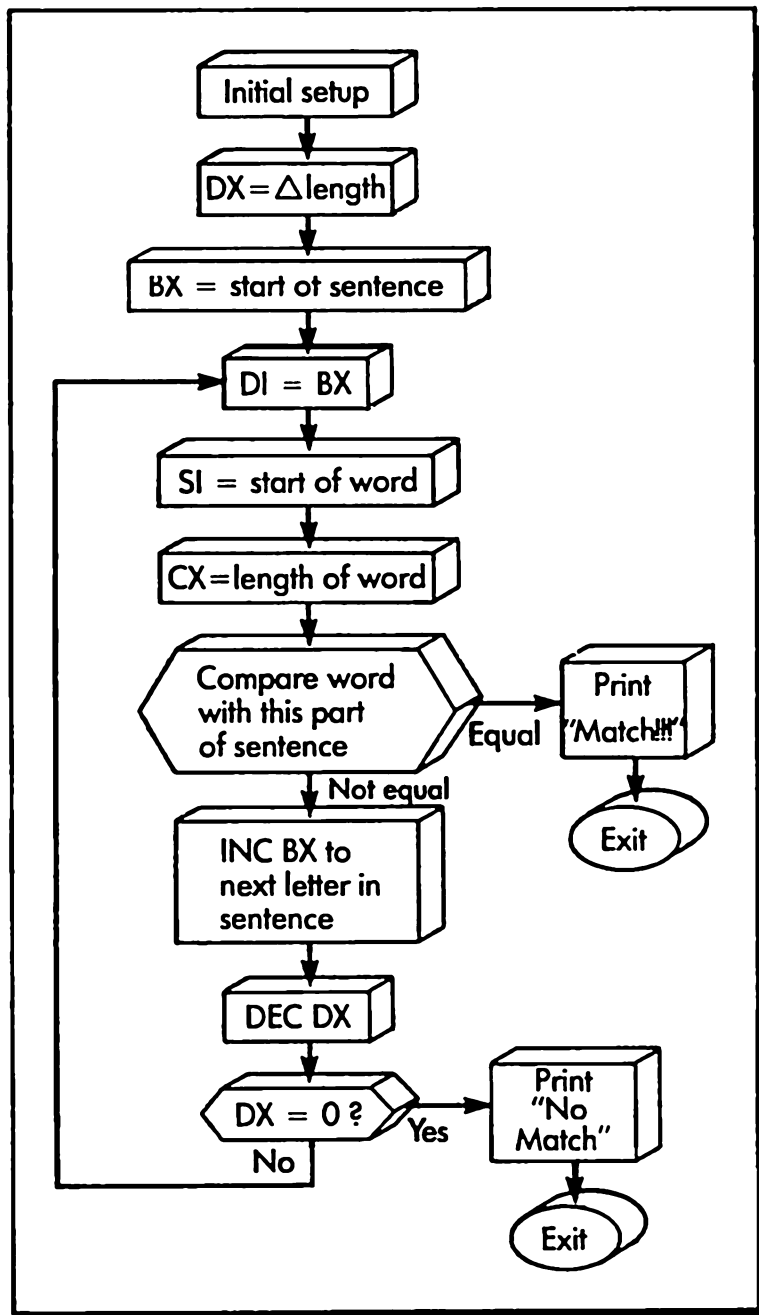 Initial setup
DX = △ length
BX = start of sentence
DI = BX
SI = start of word
CX = length of word
Compare word
with this part
of sentence
Equal
Print
"Match!!!"
Exit
Not equal
INC BX to
next letter in
sentence
DEC DX
DX = 0 ?
Yes
Print
"No
Match"
No
Exit